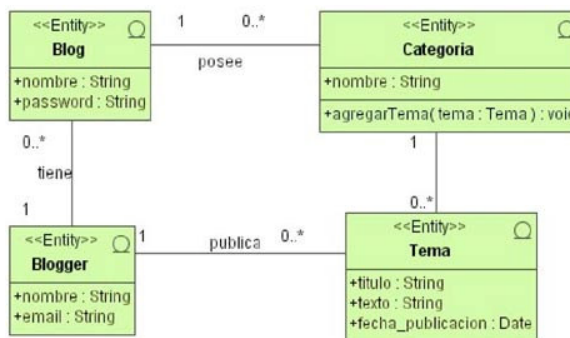 <<Entity>>
Blog
+nombre : String
+password : String
1
0..*
posee
<<Entity>>
Categoria
+nombre : String
+agregarTema( tema : Tema ) : void
0..*
tiene
1
1
0..*
<<Entity>>
Blogger
+nombre : String
+email : String
1
publica
0..*
<<Entity>>
Tema
+titulo : String
+texto : String
+fecha_publicacion : Date